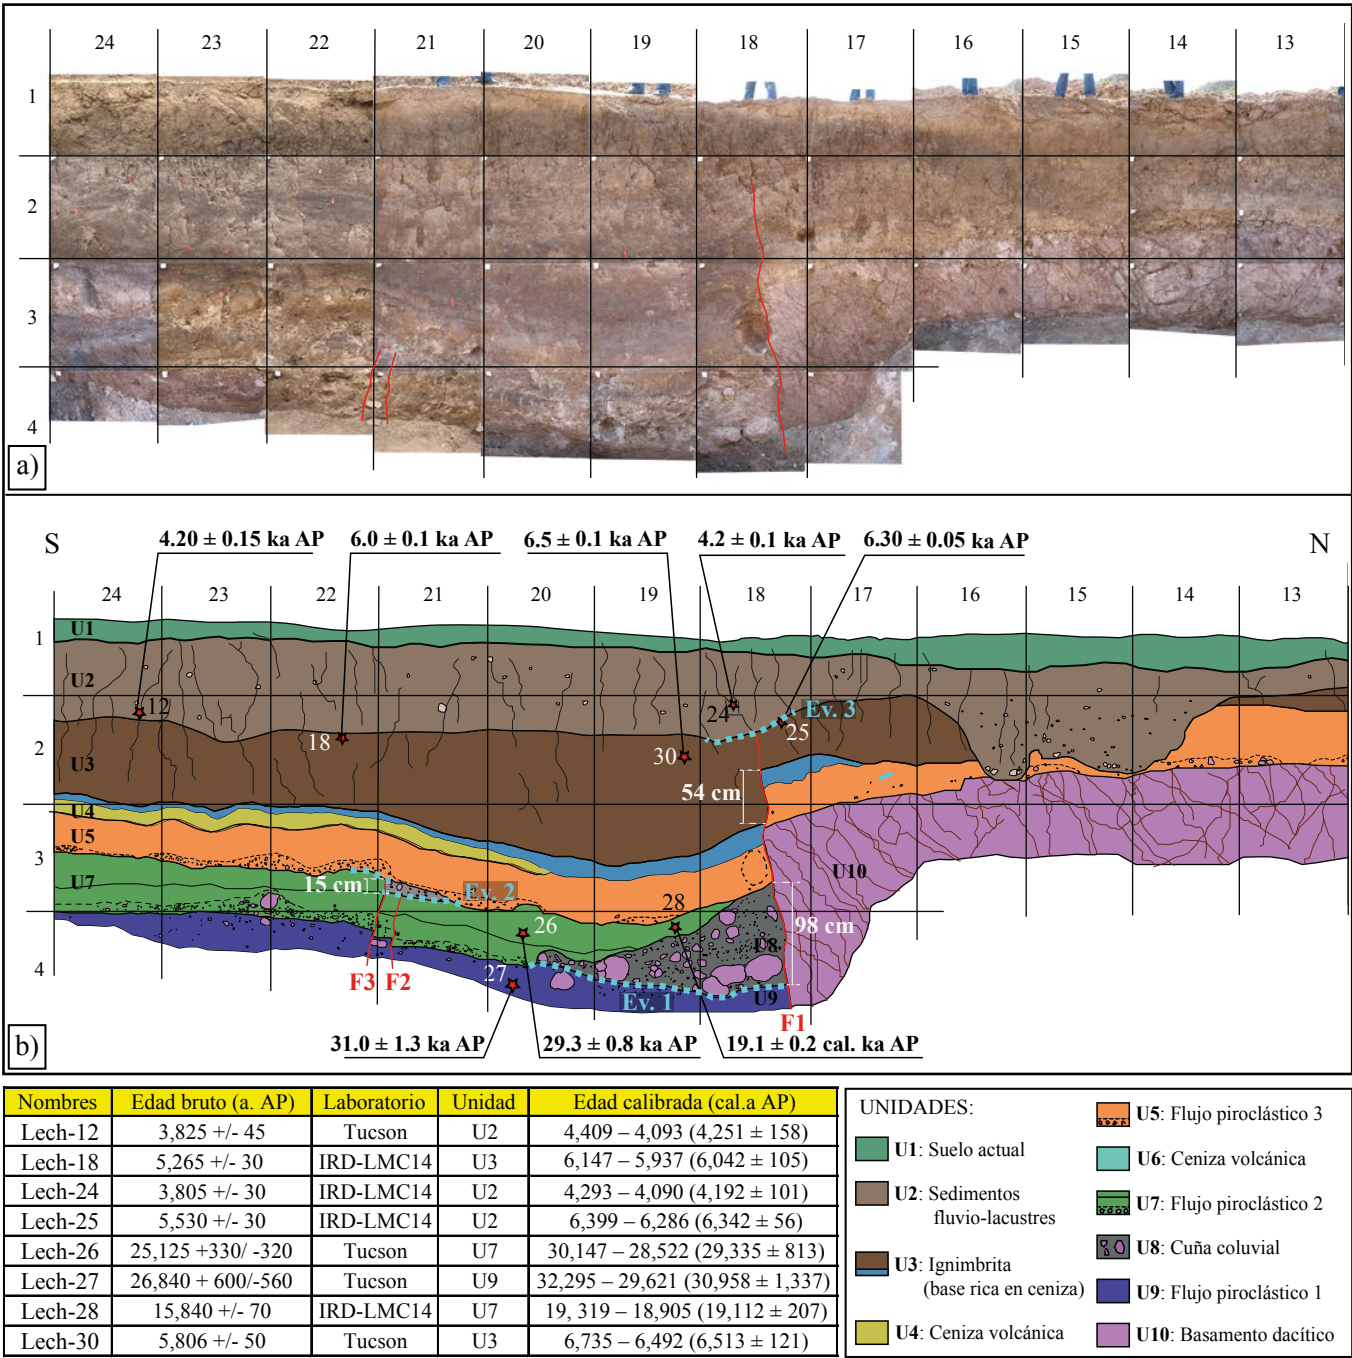 24 23 22 21 20 19 18 17 16 15 14 13
1
2
3
4
a)
4.20 ± 0.15 ka AP 6.0 ± 0.1 ka AP 6.5 ± 0.1 ka AP 4.2 ± 0.1 ka AP 6.30 ± 0.05 ka AP
S N
24 23 22 21 20 19 18 17 16 15 14 13
1 U1
U2
12 24 Ev. 3
25
18 30
2 U3
54 cm
U4
U5
3
U7 15 cm Ev. 2 U10
28
26 98 cm
U8
4 27
F3 F2 Ev. 1 U9
F1
b)
31.0 ± 1.3 ka AP 29.3 ± 0.8 ka AP 19.1 ± 0.2 cal. ka AP
Nombres Edad bruto (a. AP) Laboratorio Unidad Edad calibrada (cal.a AP)
Lech-12 3,825 +/- 45 Tucson U2 4,409 – 4,093 (4,251 ± 158)
Lech-18 5,265 +/- 30 IRD-LMC14 U3 6,147 – 5,937 (6,042 ± 105)
Lech-24 3,805 +/- 30 IRD-LMC14 U2 4,293 – 4,090 (4,192 ± 101)
Lech-25 5,530 +/- 30 IRD-LMC14 U2 6,399 – 6,286 (6,342 ± 56)
Lech-26 25,125 +330/ -320 Tucson U7 30,147 – 28,522 (29,335 ± 813)
Lech-27 26,840 + 600/-560 Tucson U9 32,295 – 29,621 (30,958 ± 1,337)
Lech-28 15,840 +/- 70 IRD-LMC14 U7 19, 319 – 18,905 (19,112 ± 207)
Lech-30 5,806 +/- 50 Tucson U3 6,735 – 6,492 (6,513 ± 121)
UNIDADES:
U1: Suelo actual
U2: Sedimentos
fluvio-lacustres
U3: Ignimbrita
(base rica en ceniza)
U4: Ceniza volcánica
U5: Flujo piroclástico 3
U6: Ceniza volcánica
U7: Flujo piroclástico 2
U8: Cuña coluvial
U9: Flujo piroclástico 1
U10: Basamento dacítico